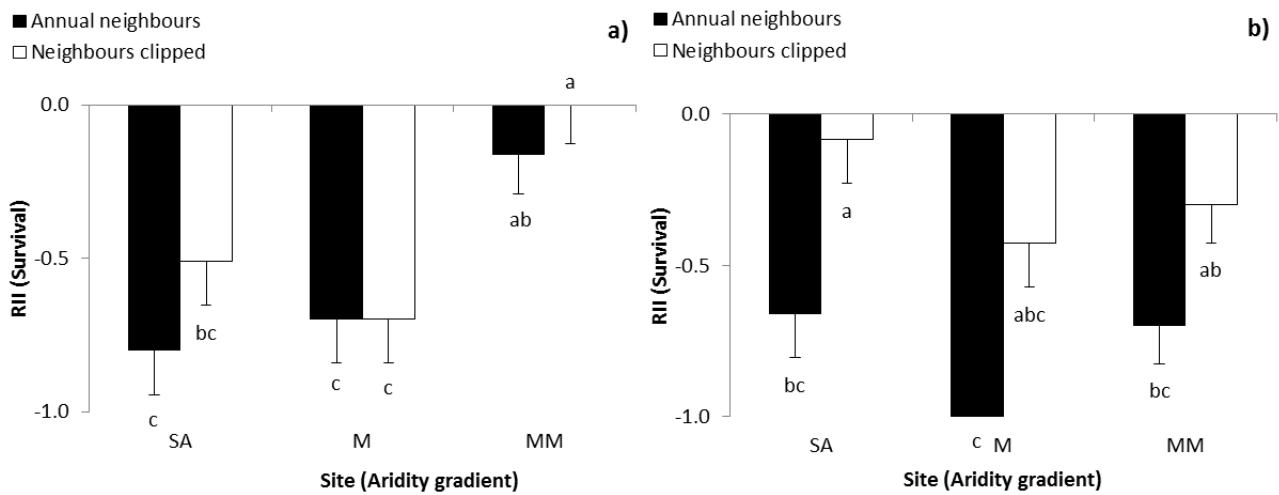 Annual neighbours
Neighbours clipped
a)
a
0.0
-0.5
-1.0
RII (Survival)
ab
bc
c
c
c
SA M MM
Site (Aridity gradient)
Annual neighbours
Neighbours clipped
b)
0.0
-0.5
-1.0
RII (Survival)
a
ab
abc
bc
bc
c
SA M MM
Site (Aridity gradient)